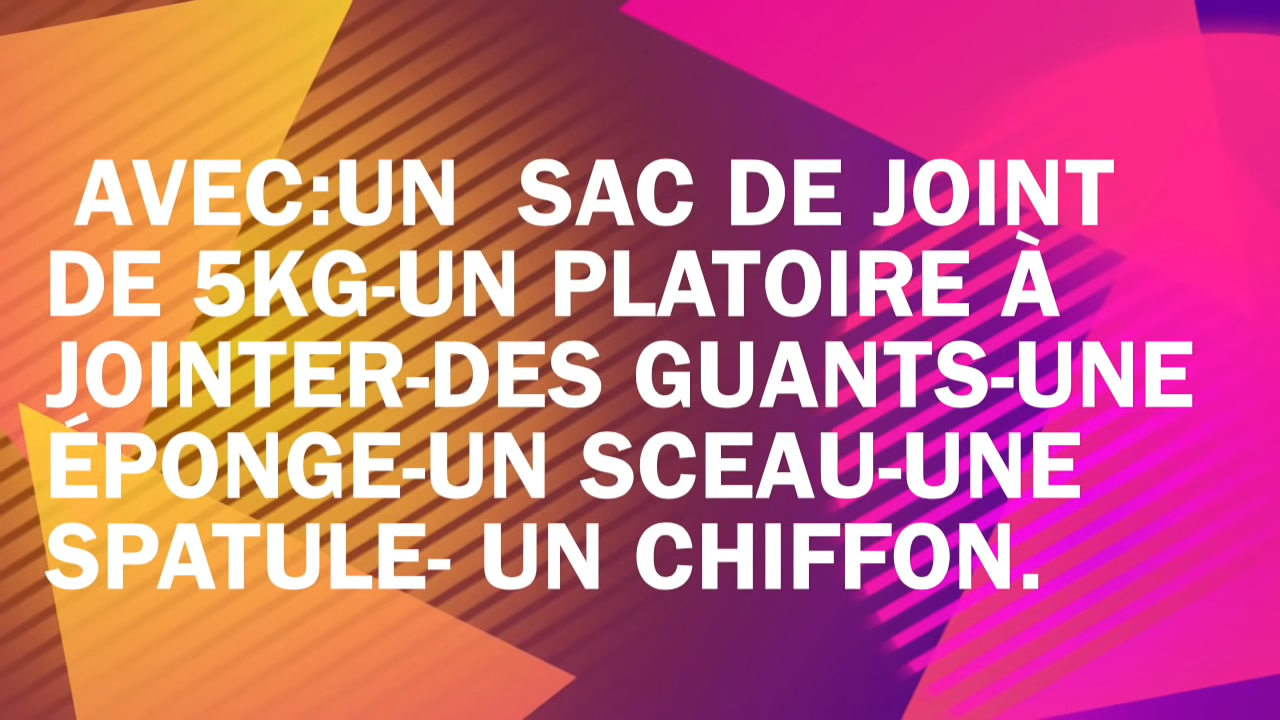 AVEC:UN SAC DE JOINT
DE 5KG-UN PLATOIRE À
JOINTER-DES GUANTS-UNE
ÉPONGE-UN SCEAU-UNE
SPATULE- UN CHIFFON.